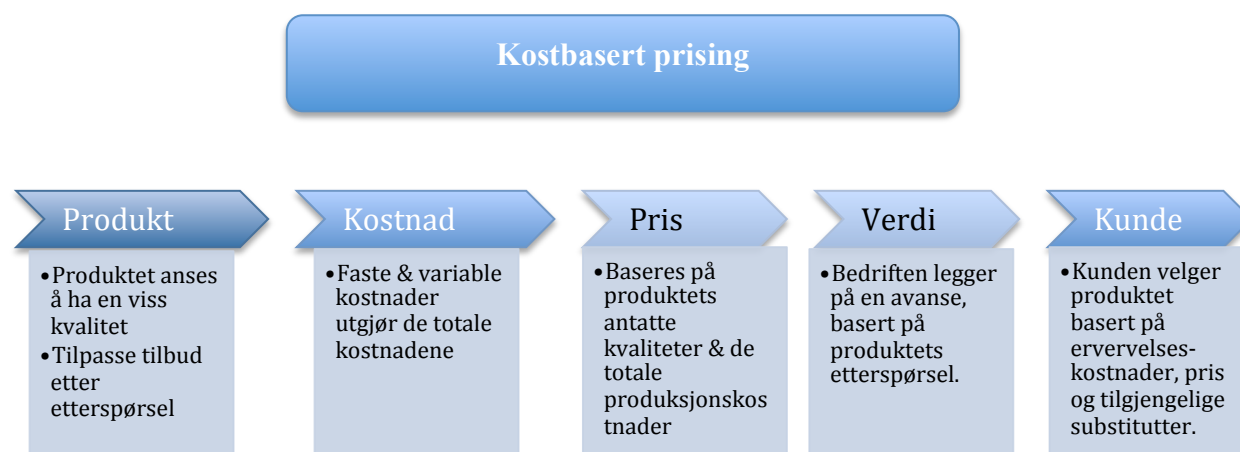 Kostbasert prising
Produkt
•Produktet anses
å ha en viss
kvalitet
•Tilpasse tilbud
etter
etterspørsel
Kostnad
•Faste & variable
kostnader
utgjør de totale
kostnadene
Pris
•Baseres på
produktets
antatte
kvaliteter & de
totale
produksjonskos
tnader
Verdi
•Bedriften legger
på en avanse,
basert på
produktets
etterspørsel.
Kunde
•Kunden velger
produktet
basert på
ervervelses-
kostnader, pris
og tilgjengelige
substitutter.